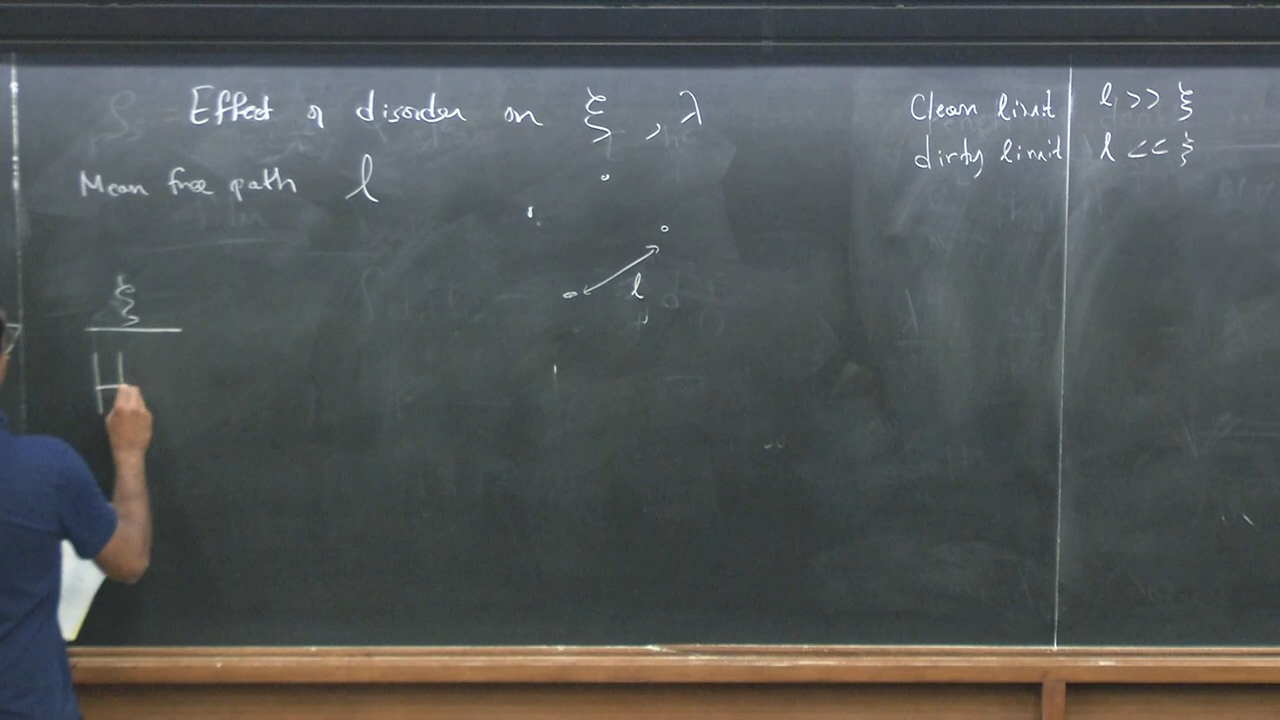 Effect of disorder on ξ, λ
Mean free path l
l
ξ
H
Clean limit l >> ξ
dirty limit l << ξ